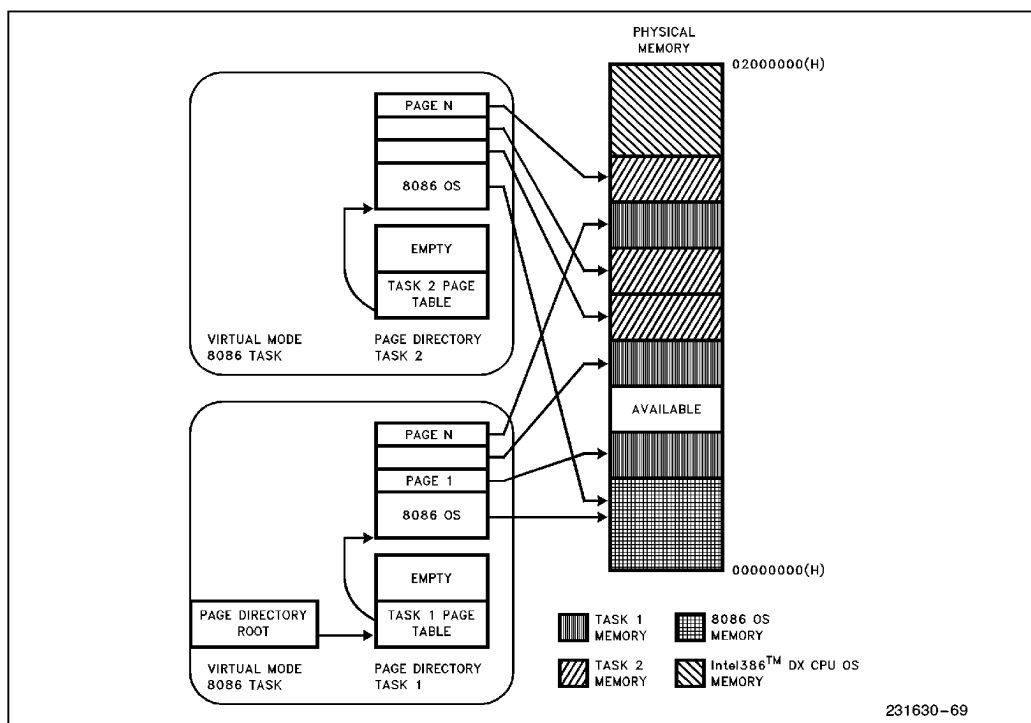 PHYSICAL
MEMORY
02000000(H)
PAGE N
8086 OS
EMPTY
TASK 2 PAGE
TABLE
VIRTUAL MODE
8086 TASK
PAGE DIRECTORY
TASK 2
PAGE N
PAGE 1
8086 OS
EMPTY
TASK 1 PAGE
TABLE
PAGE DIRECTORY
ROOT
VIRTUAL MODE
8086 TASK
PAGE DIRECTORY
TASK 1
AVAILABLE
00000000(H)
TASK 1
MEMORY
8086 OS
MEMORY
TASK 2
MEMORY
Intel386™ DX CPU OS
MEMORY
231630-69